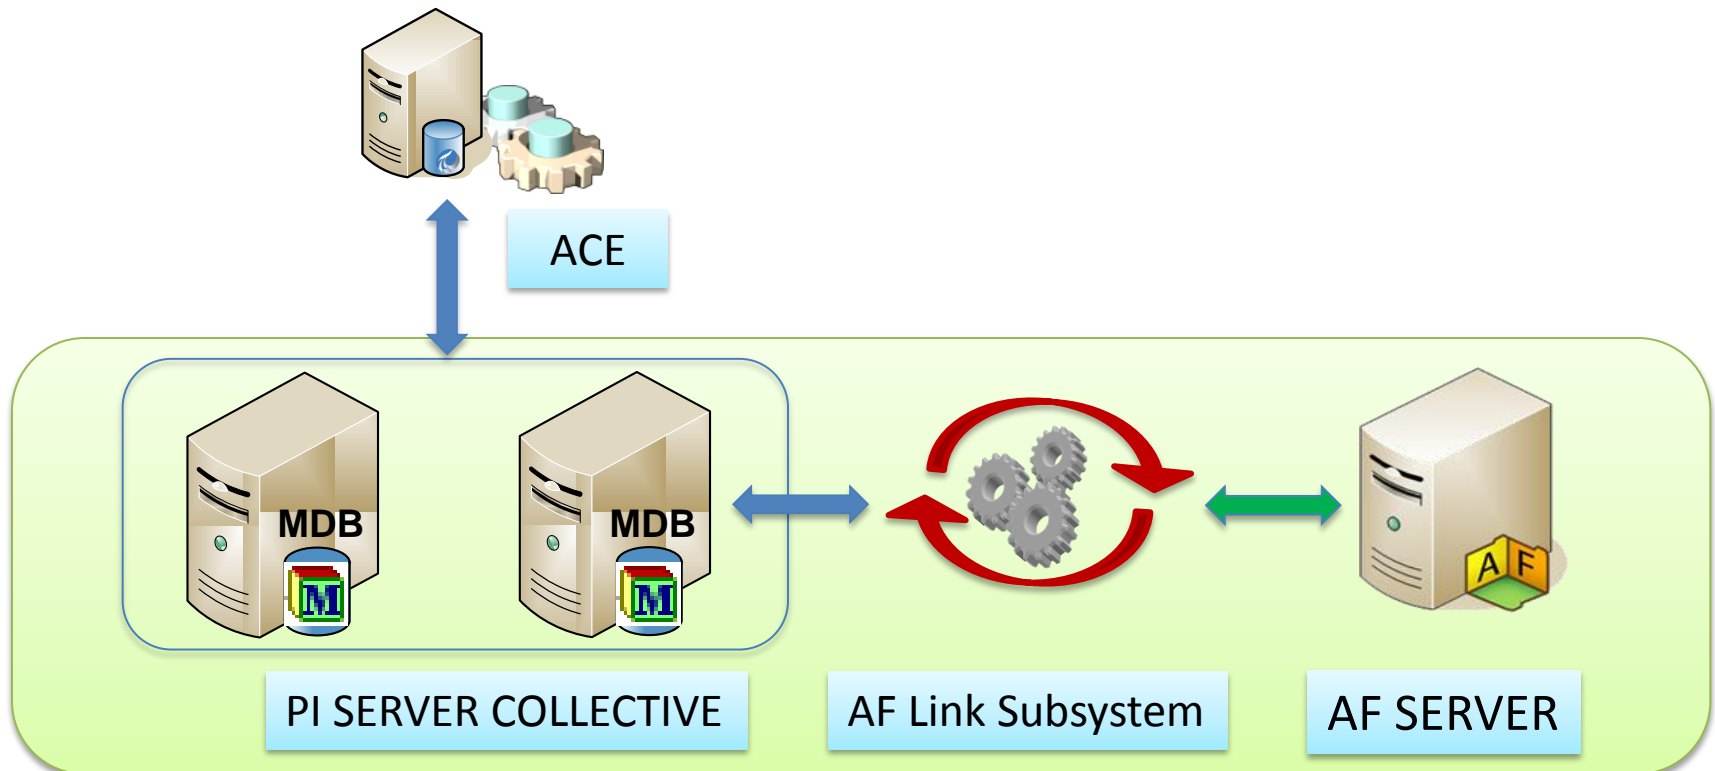 ACE
MDB
M
MDB
M
A F
PI SERVER COLLECTIVE
AF Link Subsystem
AF SERVER